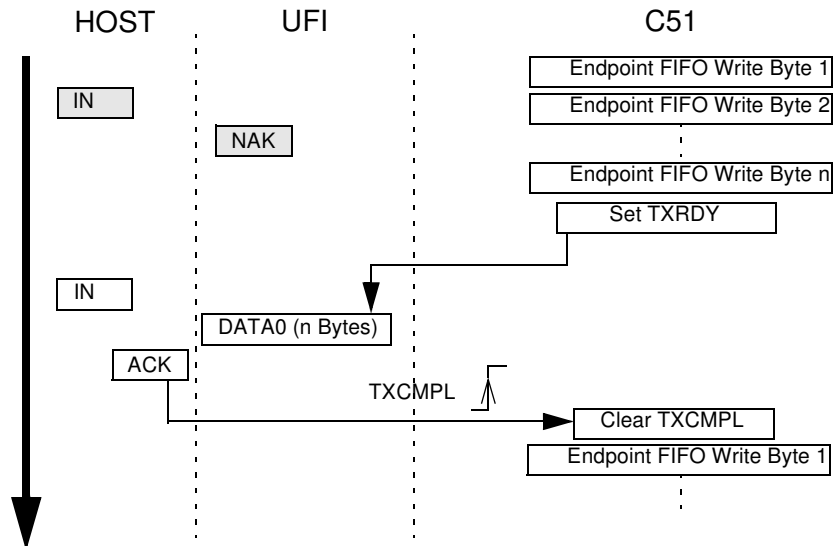 HOST UFI C51
Endpoint FIFO Write Byte 1
IN
Endpoint FIFO Write Byte 2
NAK
Endpoint FIFO Write Byte n
Set TXRDY
IN
DATA0 (n Bytes)
ACK
TXCMPL
Clear TXCMPL
Endpoint FIFO Write Byte 1